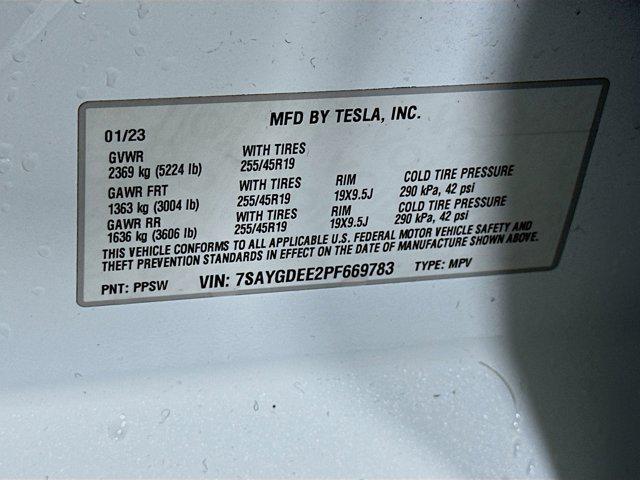 MFD BY TESLA, INC.
01/23
GVWR WITH TIRES
2369 kg (5224 lb) 255/45R19
GAWR FRT WITH TIRES RIM COLD TIRE PRESSURE
1363 kg (3004 lb) 255/45R19 19X9.5J 290 kPa, 42 psi
GAWR RR WITH TIRES RIM COLD TIRE PRESSURE
1636 kg (3606 lb) 255/45R19 19X9.5J 290 kPa, 42 psi
THIS VEHICLE CONFORMS TO ALL APPLICABLE U.S. FEDERAL MOTOR VEHICLE SAFETY AND
THEFT PREVENTION STANDARDS IN EFFECT ON THE DATE OF MANUFACTURE SHOWN ABOVE.
PNT: PPSW VIN: 7SAYGDEE2PF669783 TYPE: MPV